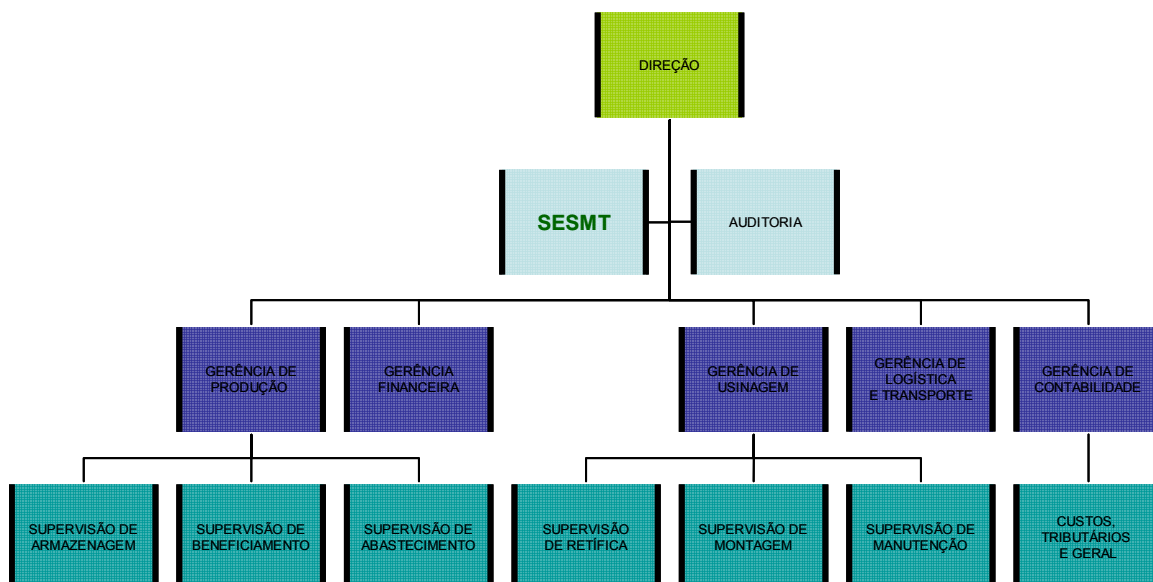 DIREÇÃO
SESMT
AUDITORIA
GERÊNCIA DE
PRODUÇÃO
GERÊNCIA
FINANCEIRA
GERÊNCIA DE
USINAGEM
GERÊNCIA DE
LOGÍSTICA
E TRANSPORTE
GERÊNCIA DE
CONTABILIDADE
SUPERVISÃO DE
ARMAZENAGEM
SUPERVISÃO DE
BENEFICIAMENTO
SUPERVISÃO DE
ABASTECIMENTO
SUPERVISÃO
DE RETÍFICA
SUPERVISÃO DE
MONTAGEM
SUPERVISÃO DE
MANUTENÇÃO
CUSTOS,
TRIBUTÁRIOS
E GERAL